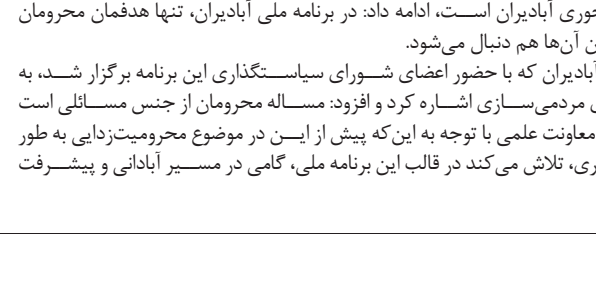 آبادیران است، ادامه داد: در برنامه ملی آبادیران، تنها هدفمان محرومان
آن‌ها هم دنبال می‌شود.
آبادیران که با حضور اعضای شورای سیاستگذاری این برنامه برگزار شد، به
مردمی‌سازی اشاره کرد و افزود: مساله محرومان از جنس مسائلی است
معاونت علمی با توجه به این‌که پیش از این در موضوع محرومیت‌زدایی به طور
تلاش می‌کند در قالب این برنامه ملی، گامی در مسیر آبادانی و پیشرفت